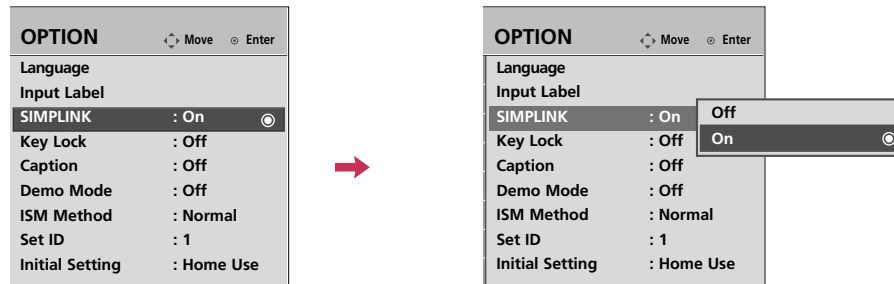 OPTION Move Enter
Language
Input Label
SIMPLINK : On
Key Lock : Off
Caption : Off
Demo Mode : Off
ISM Method : Normal
Set ID : 1
Initial Setting : Home Use
OPTION Move Enter
Language
Input Label
SIMPLINK : On
Key Lock : Off
Caption : Off
Demo Mode : Off
ISM Method : Normal
Set ID : 1
Initial Setting : Home Use
Off
On